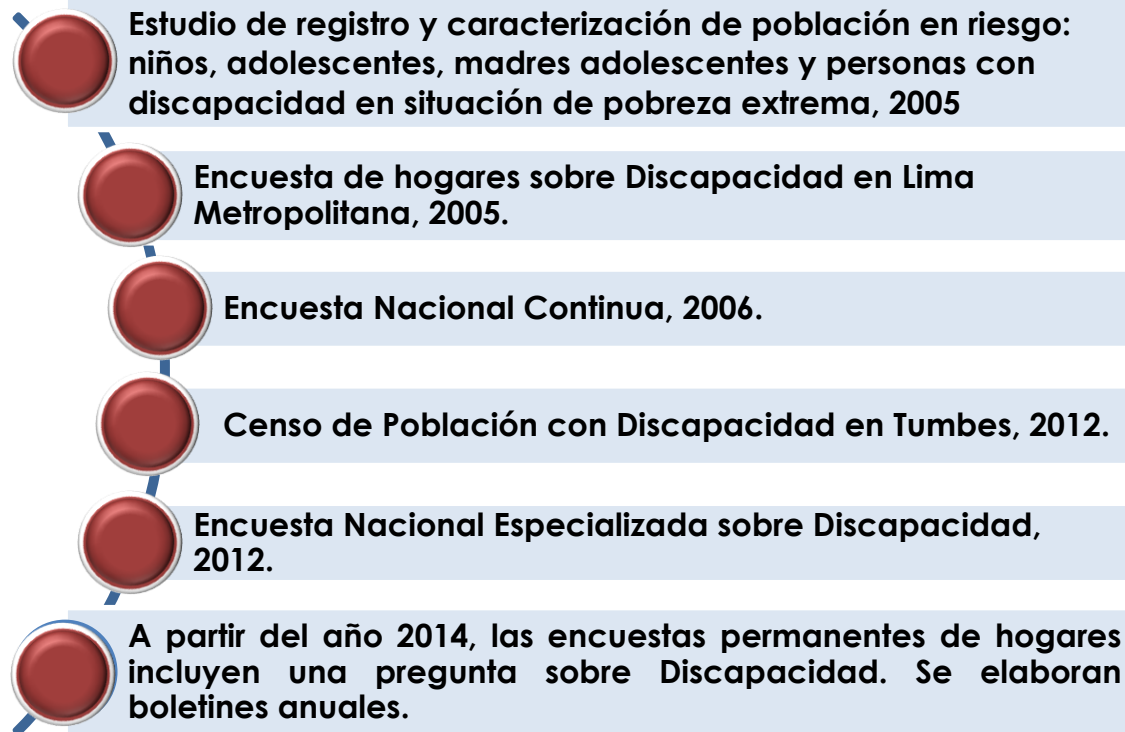 Estudio de registro y caracterización de población en riesgo:
niños, adolescentes, madres adolescentes y personas con
discapacidad en situación de pobreza extrema, 2005
Encuesta de hogares sobre Discapacidad en Lima
Metropolitana, 2005.
Encuesta Nacional Continua, 2006.
Censo de Población con Discapacidad en Tumbes, 2012.
Encuesta Nacional Especializada sobre Discapacidad,
2012.
A partir del año 2014, las encuestas permanentes de hogares
incluyen una pregunta sobre Discapacidad. Se elaboran
boletines anuales.